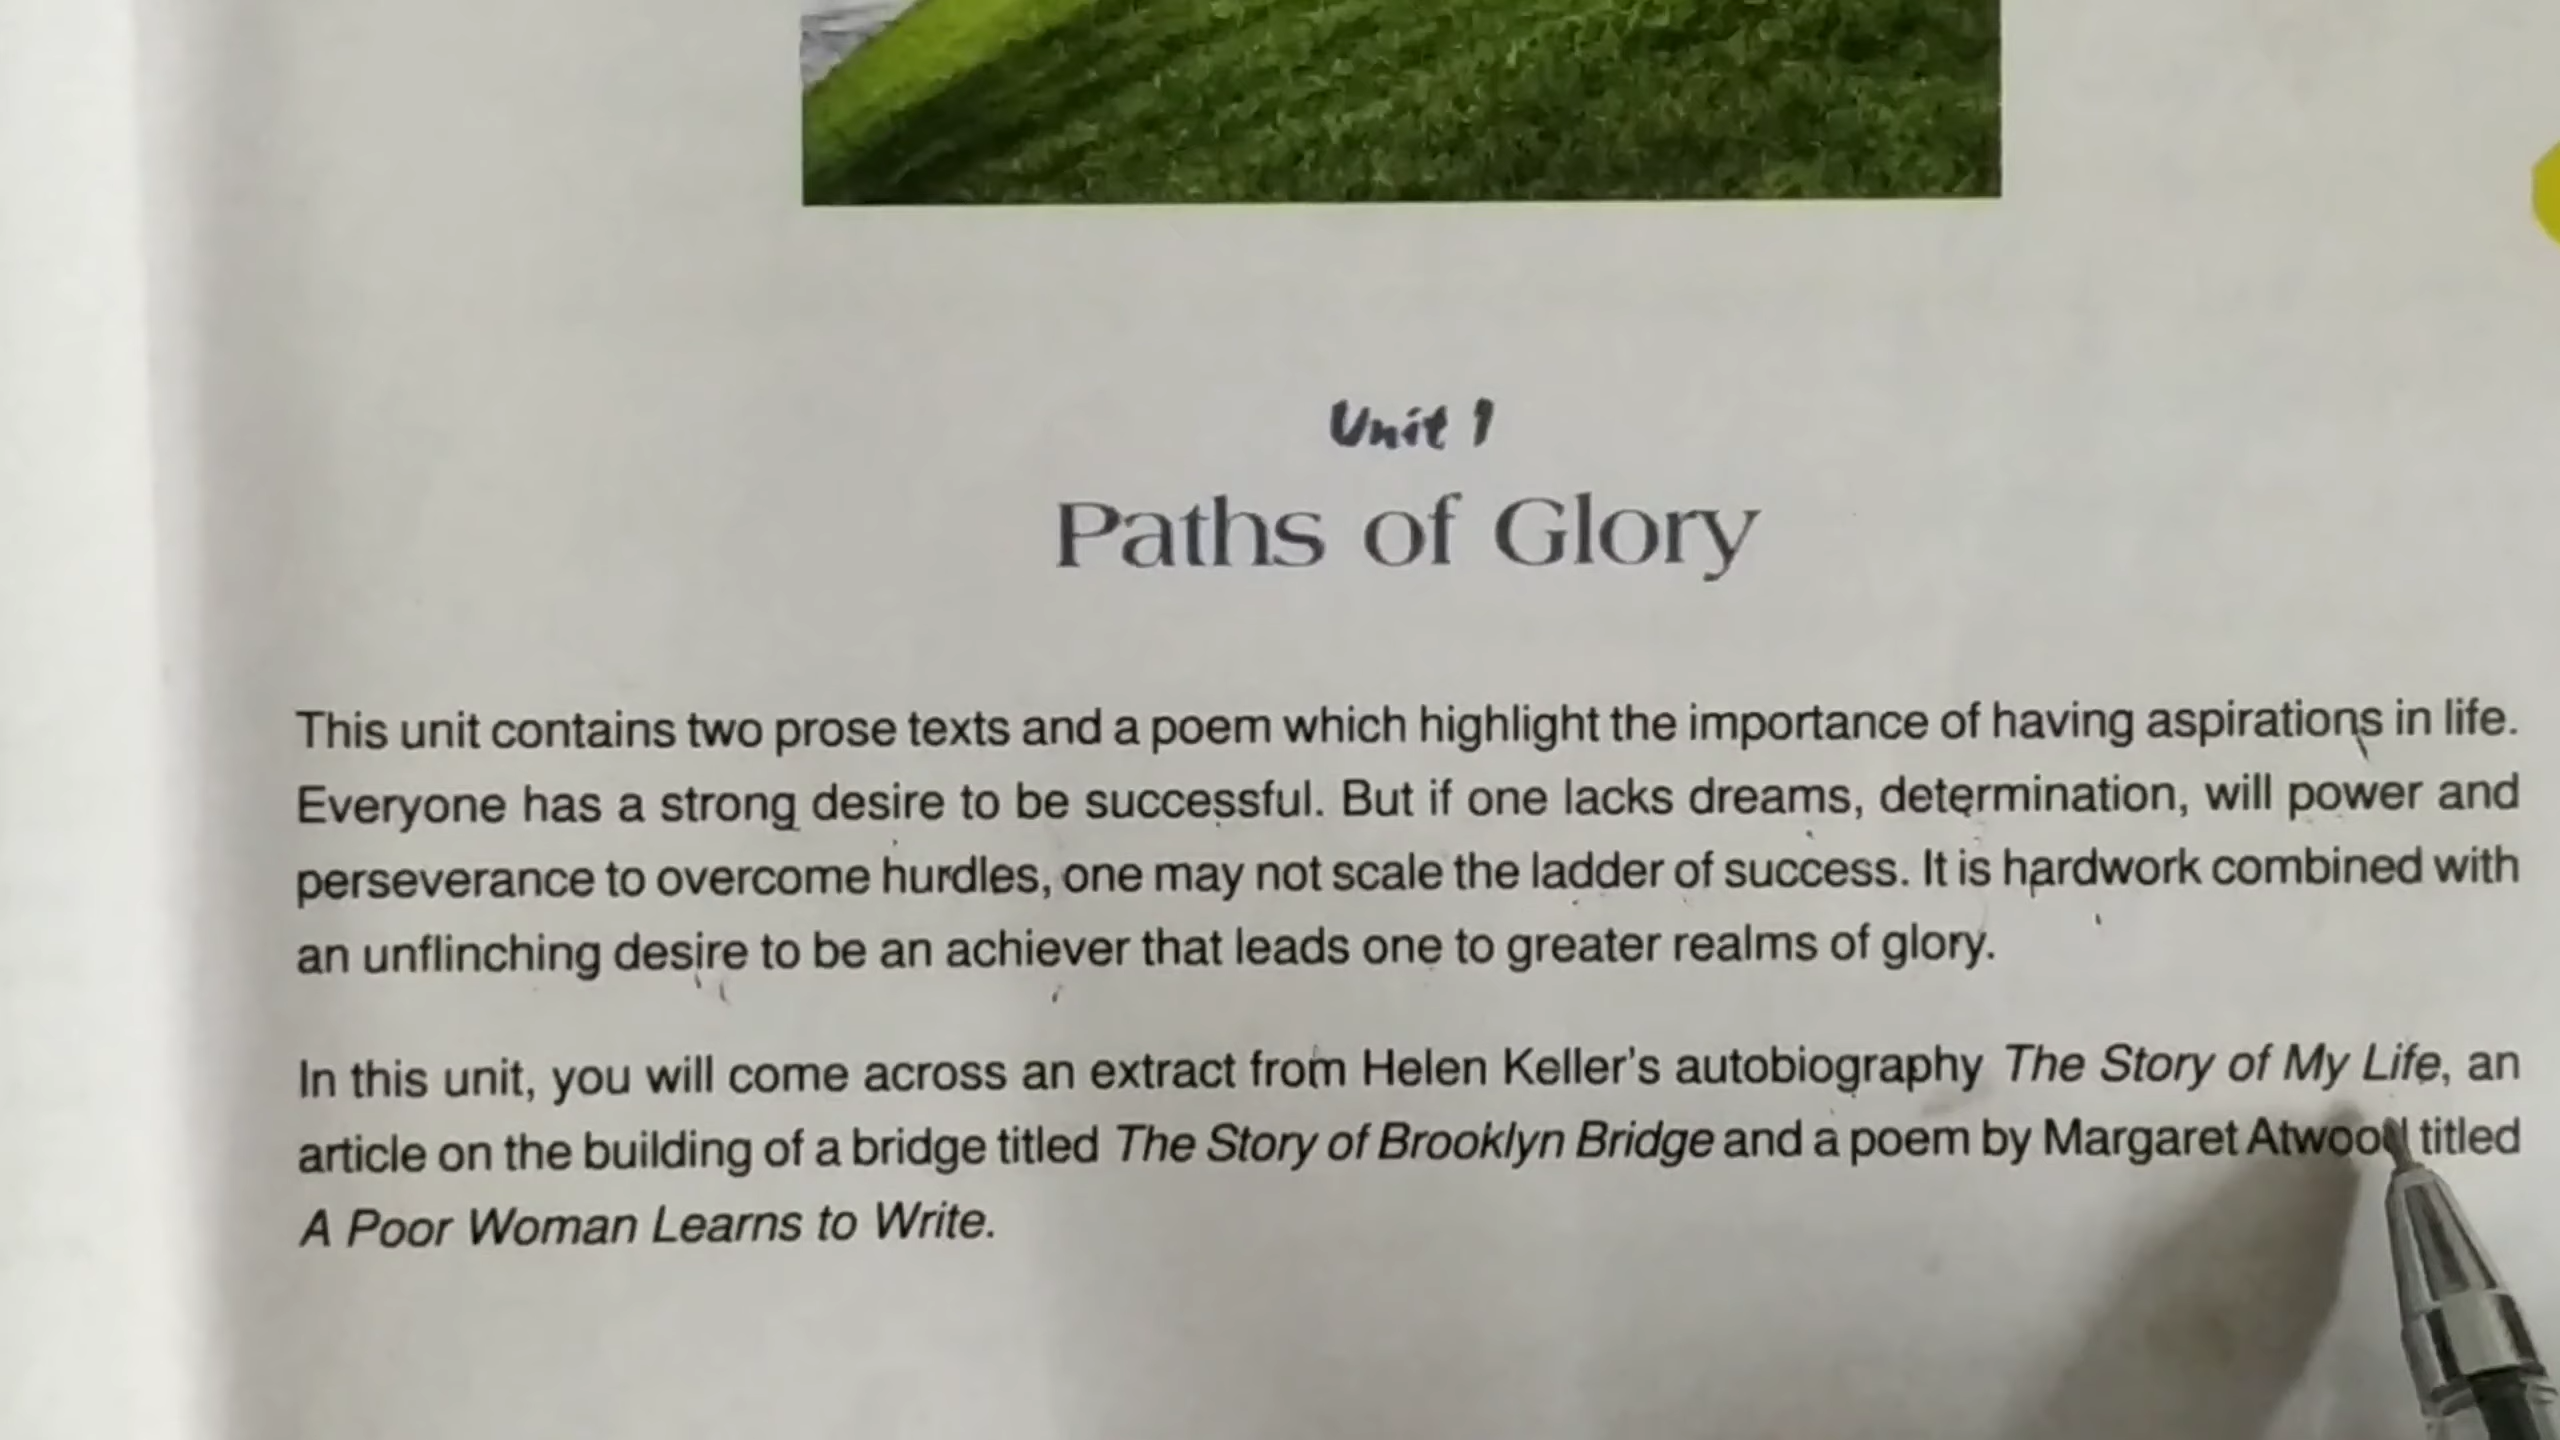 Unit 1
Paths of Glory
This unit contains two prose texts and a poem which highlight the importance of having aspirations in life.
Everyone has a strong desire to be successful. But if one lacks dreams, determination, will power and
perseverance to overcome hurdles, one may not scale the ladder of success. It is hardwork combined with
an unflinching desire to be an achiever that leads one to greater realms of glory.
In this unit, you will come across an extract from Helen Keller's autobiography The Story of My Life, an
article on the building of a bridge titled The Story of Brooklyn Bridge and a poem by Margaret Atwood titled
A Poor Woman Learns to Write.